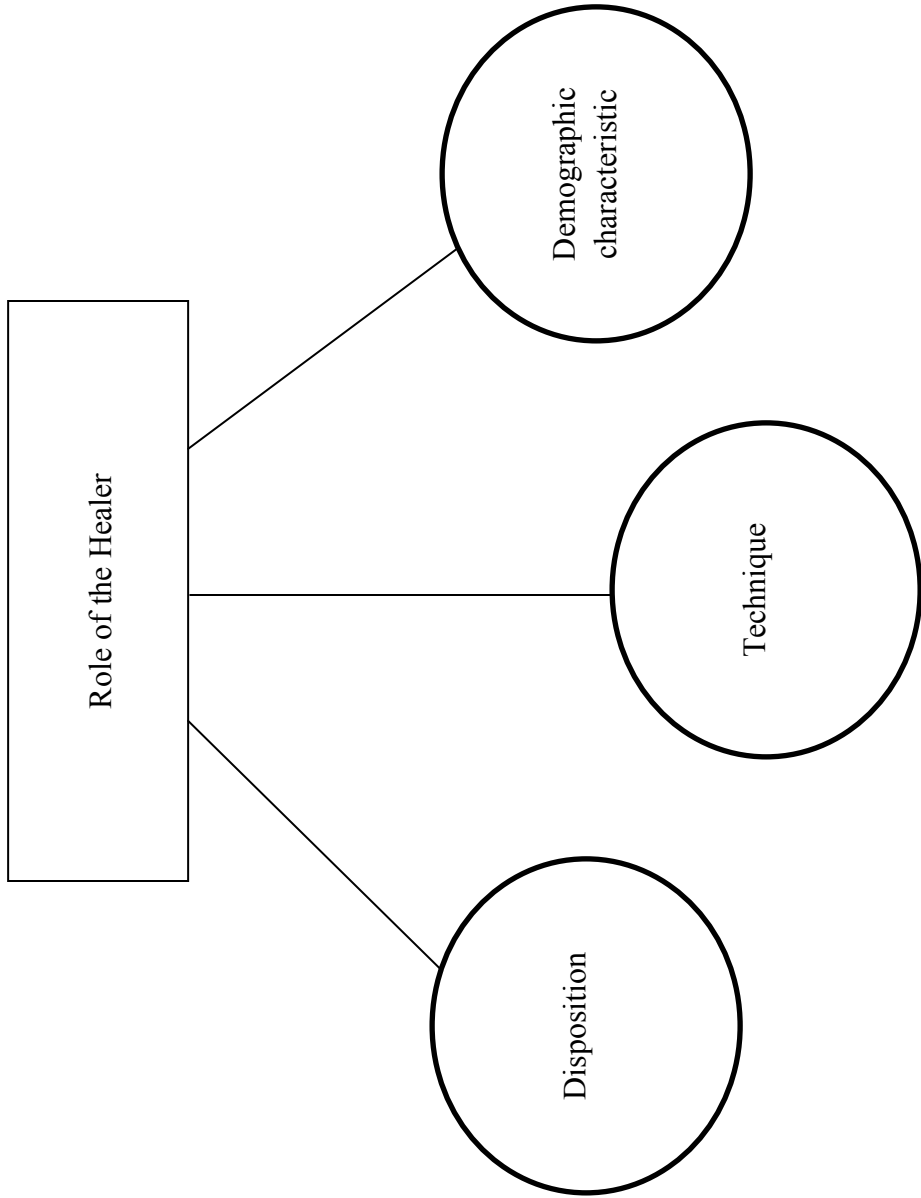 Role of the Healer
Disposition
Technique
Demographic
characteristic